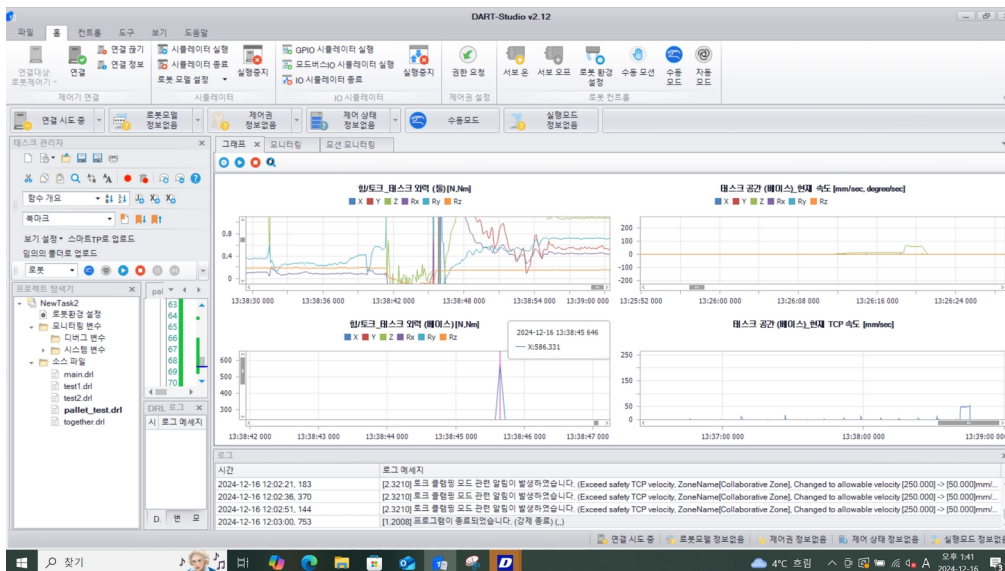 DART-Studio v2.12
파일 홈 컨트롤 도구 보기 도움말
연결대상: 로봇제어기
연결
연결 끊기
연결 정보
제어기 연결
시뮬레이터 실행
시뮬레이터 종료
로봇 모델 설정
실행중지
시뮬레이터
GPIO 시뮬레이터 실행
모드버스IO 시뮬레이터 실행
IO 시뮬레이터 종료
실행중지
IO 시뮬레이터
권한 요청
제어권 설정
서보 온
서보 오프
로봇 환경 설정
수동 모션
수동 모드
자동 모드
로봇 컨트롤
연결 시도 중
로봇모델 정보없음
제어권 정보없음
제어 상태 정보없음
수동모드
실행모드 정보없음
태스크 관리자
함수 개요
북마크
보기 설정 스마트TP로 업로드
임의의 폴더로 업로드
로봇
프로젝트 탐색기
NewTask2
로봇환경 설정
모니터링 변수
디버그 변수
시스템 변수
소스 파일
main.drl
test1.drl
test2.drl
pallet_test.drl
together.drl
pal
63
64
65
66
67
68
69
70
DRL 로그
시 로그 메세지
D. 변 모
그래프 모니터링 모션 모니터링
힘/토크_태스크 외력 (툴)[N,Nm]
X Y Z Rx Ry Rz
0.8
0.4
0
13:38:30 000 13:38:36 000 13:38:42 000 13:38:48 000 13:38:54 000 13:39:00 000
태스크 공간 (베이스)_현재 속도 [mm/sec, degree/sec]
X Y Z Rx Ry Rz
200
100
0
-100
-200
13:25:52 000 13:26:00 000 13:26:08 000 13:26:16 000 13:26:24 000
힘/토크_태스크 외력 (베이스)[N,Nm]
X Y Z Rx Ry Rz
2024-12-16 13:38:45 646
X:586.331
600
500
400
300
13:38:42 000 13:38:43 000 13:38:44 000 13:38:45 000 13:38:46 000 13:38:47 000
태스크 공간 (베이스)_현재 TCP 속도 [mm/sec]
250
150
50
0
13:37:00 000 13:38:00 000 13:39:00 000
로그
시간 로그 메세지
2024-12-16 12:02:21, 183 [2.3210] 토크 클램핑 모드 관련 알림이 발생하였습니다. (Exceed safety TCP velocity, ZoneName[Collaborative Zone], Changed to allowable velocity [250.000] -> [50.000]mm/...
2024-12-16 12:02:36, 370 [2.3210] 토크 클램핑 모드 관련 알림이 발생하였습니다. (Exceed safety TCP velocity, ZoneName[Collaborative Zone], Changed to allowable velocity [250.000] -> [50.000]mm/...
2024-12-16 12:02:51, 144 [2.3210] 토크 클램핑 모드 관련 알림이 발생하였습니다. (Exceed safety TCP velocity, ZoneName[Collaborative Zone], Changed to allowable velocity [250.000] -> [50.000]mm/...
2024-12-16 12:03:00, 753 [1.2008] 프로그램이 종료되었습니다. (강제 종료) (,.)
연결 시도 중 로봇모델 정보없음 제어권 정보없음 제어 상태 정보없음 실행모드 정보없음
찾기
4°C 흐림
A
오후 1:41
2024-12-16